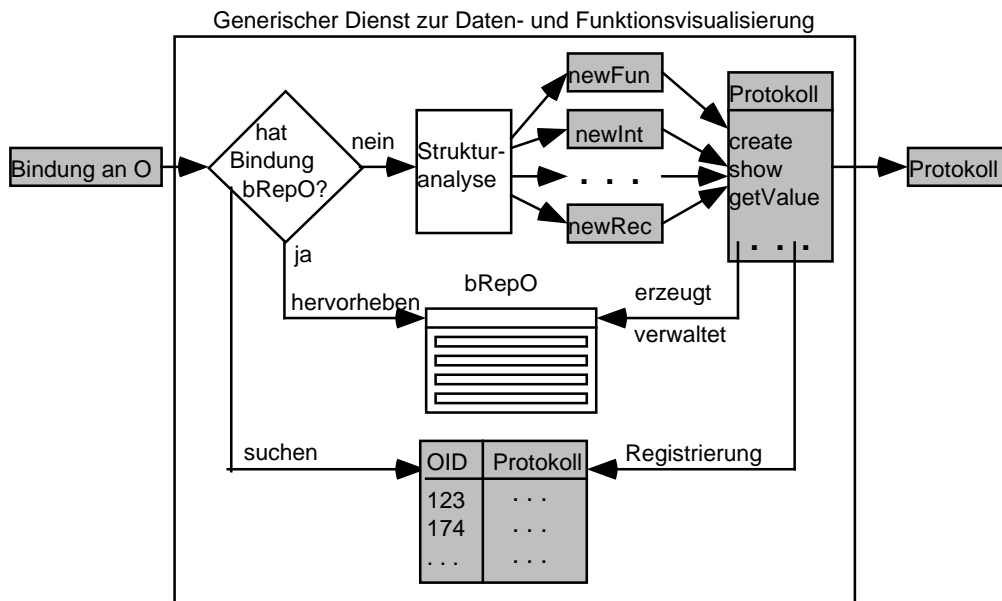 Generischer Dienst zur Daten- und Funktionsvisualisierung
Bindung an O
hat
Bindung
bRepO?
nein
ja
Struktur-
analyse
newFun
newInt
. . .
newRec
Protokoll
create
show
getValue
. . .
Protokoll
hervorheben
bRepO
erzeugt
verwaltet
suchen
OID Protokoll
123 . . .
174 . . .
. . . . . .
Registrierung